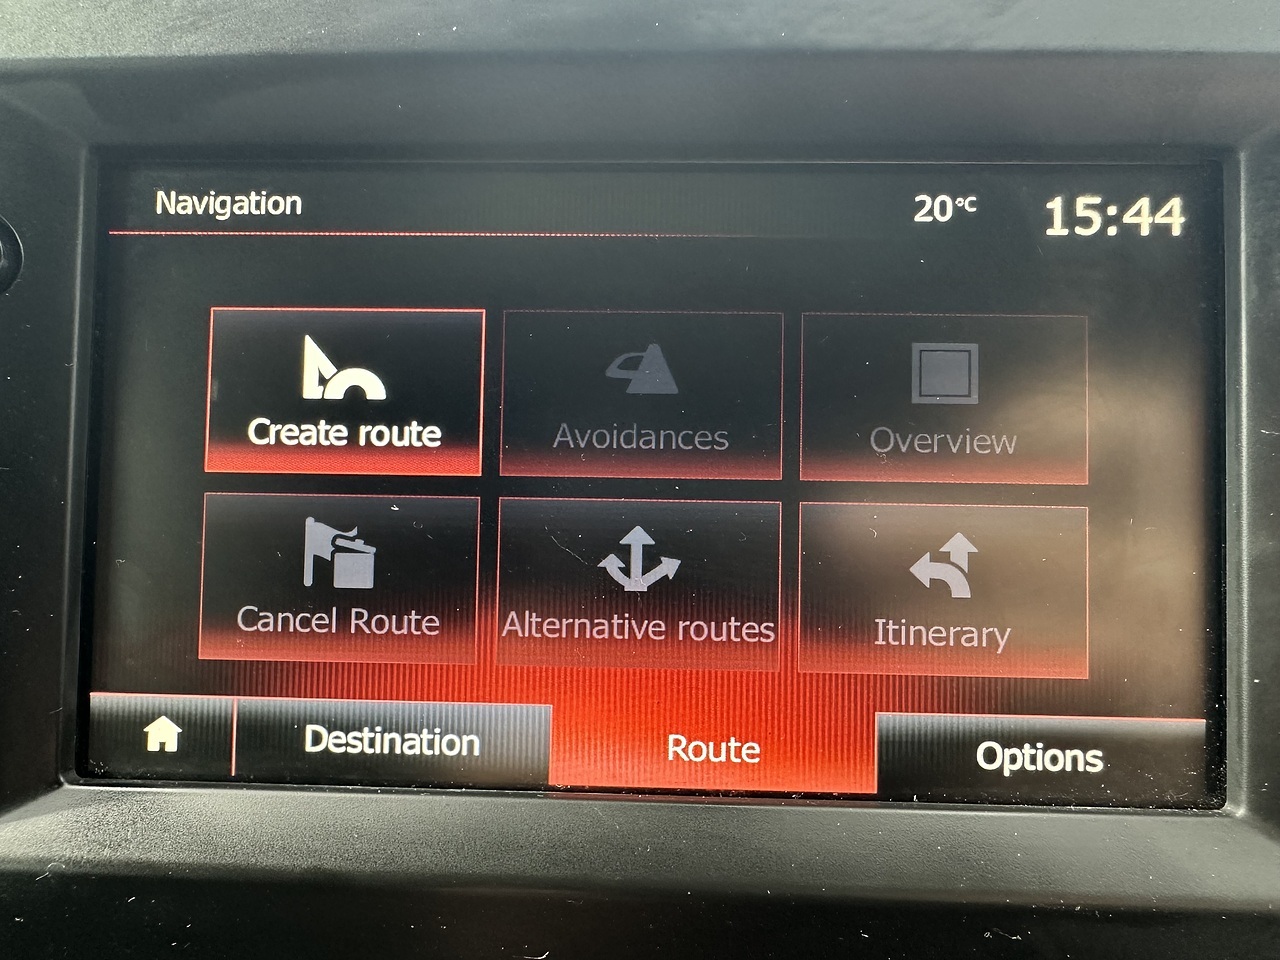 Navigation
20°C
15:44
Create route
Avoidances
Overview
Cancel Route
Alternative routes
Itinerary
Destination
Route
Options